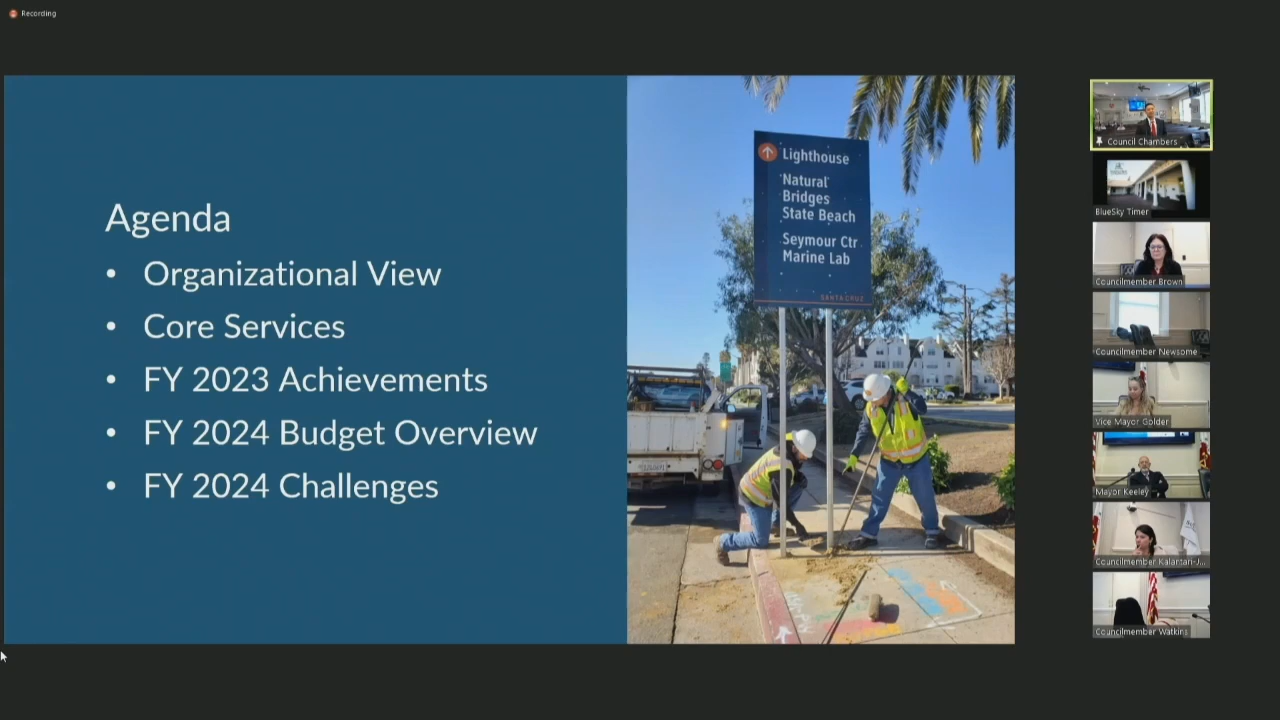 Recording
Agenda
• Organizational View
• Core Services
• FY 2023 Achievements
• FY 2024 Budget Overview
• FY 2024 Challenges
Lighthouse
Natural
Bridges
State Beach
Seymour Ctr
Marine Lab
SANTA CRUZ
Council Chambers
BlueSky Timer
Councilmember Brown
Councilmember Newsome
Vice Mayor Golder
Mayor Keeley
Councilmember Kalantari-J...
Councilmember Watkins